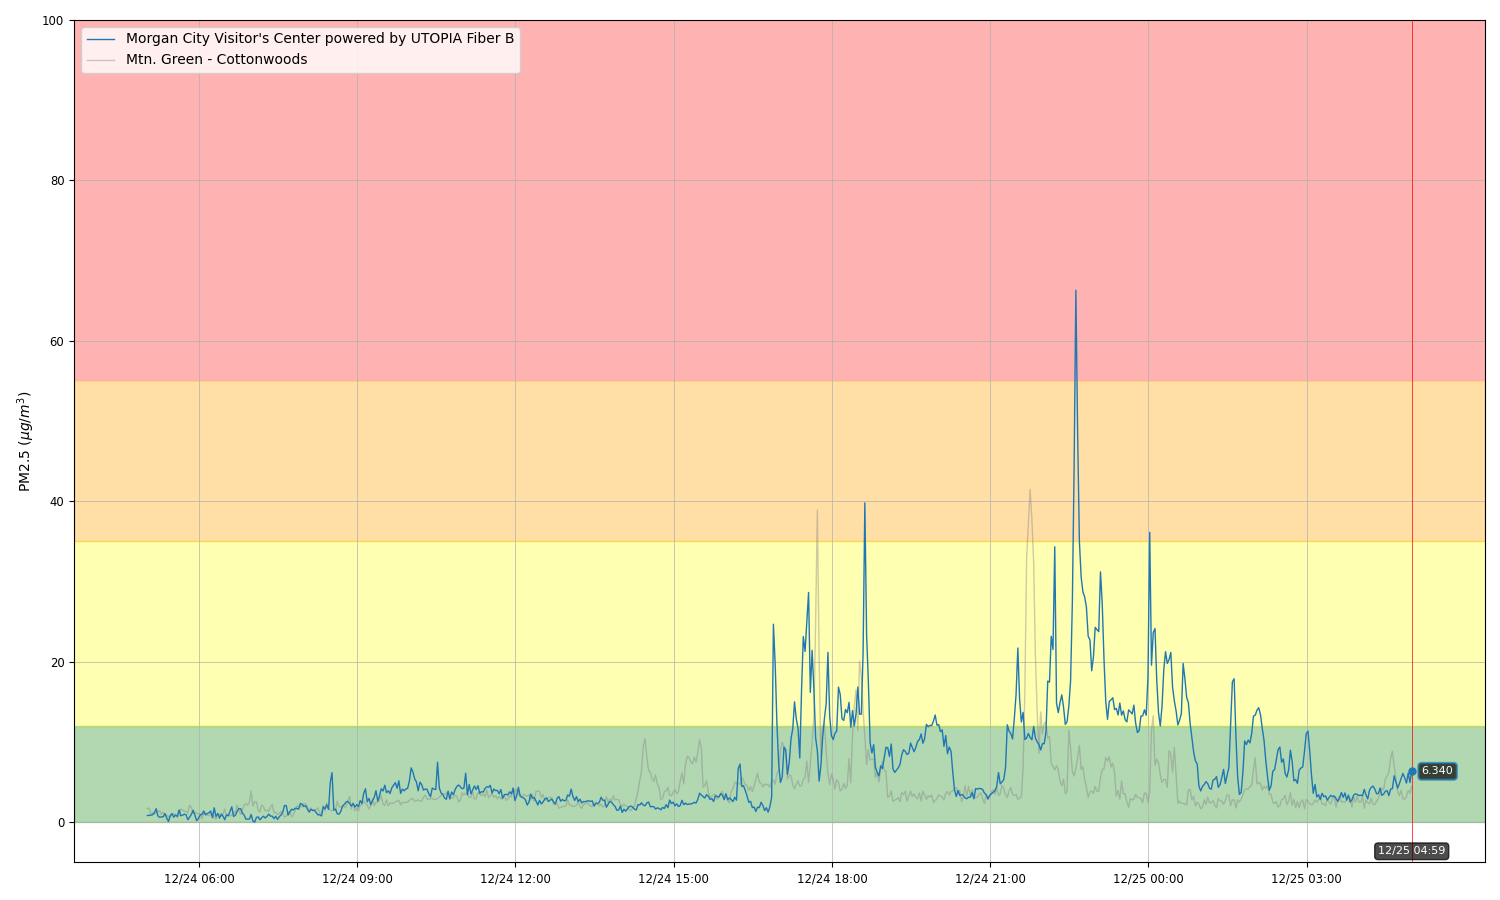 100
80
60
40
20
0
PM2.5 (μg/m³)
Morgan City Visitor's Center powered by UTOPIA Fiber B
Mtn. Green - Cottonwoods
6.340
12/25 04:59
12/24 06:00 12/24 09:00 12/24 12:00 12/24 15:00 12/24 18:00 12/24 21:00 12/25 00:00 12/25 03:00